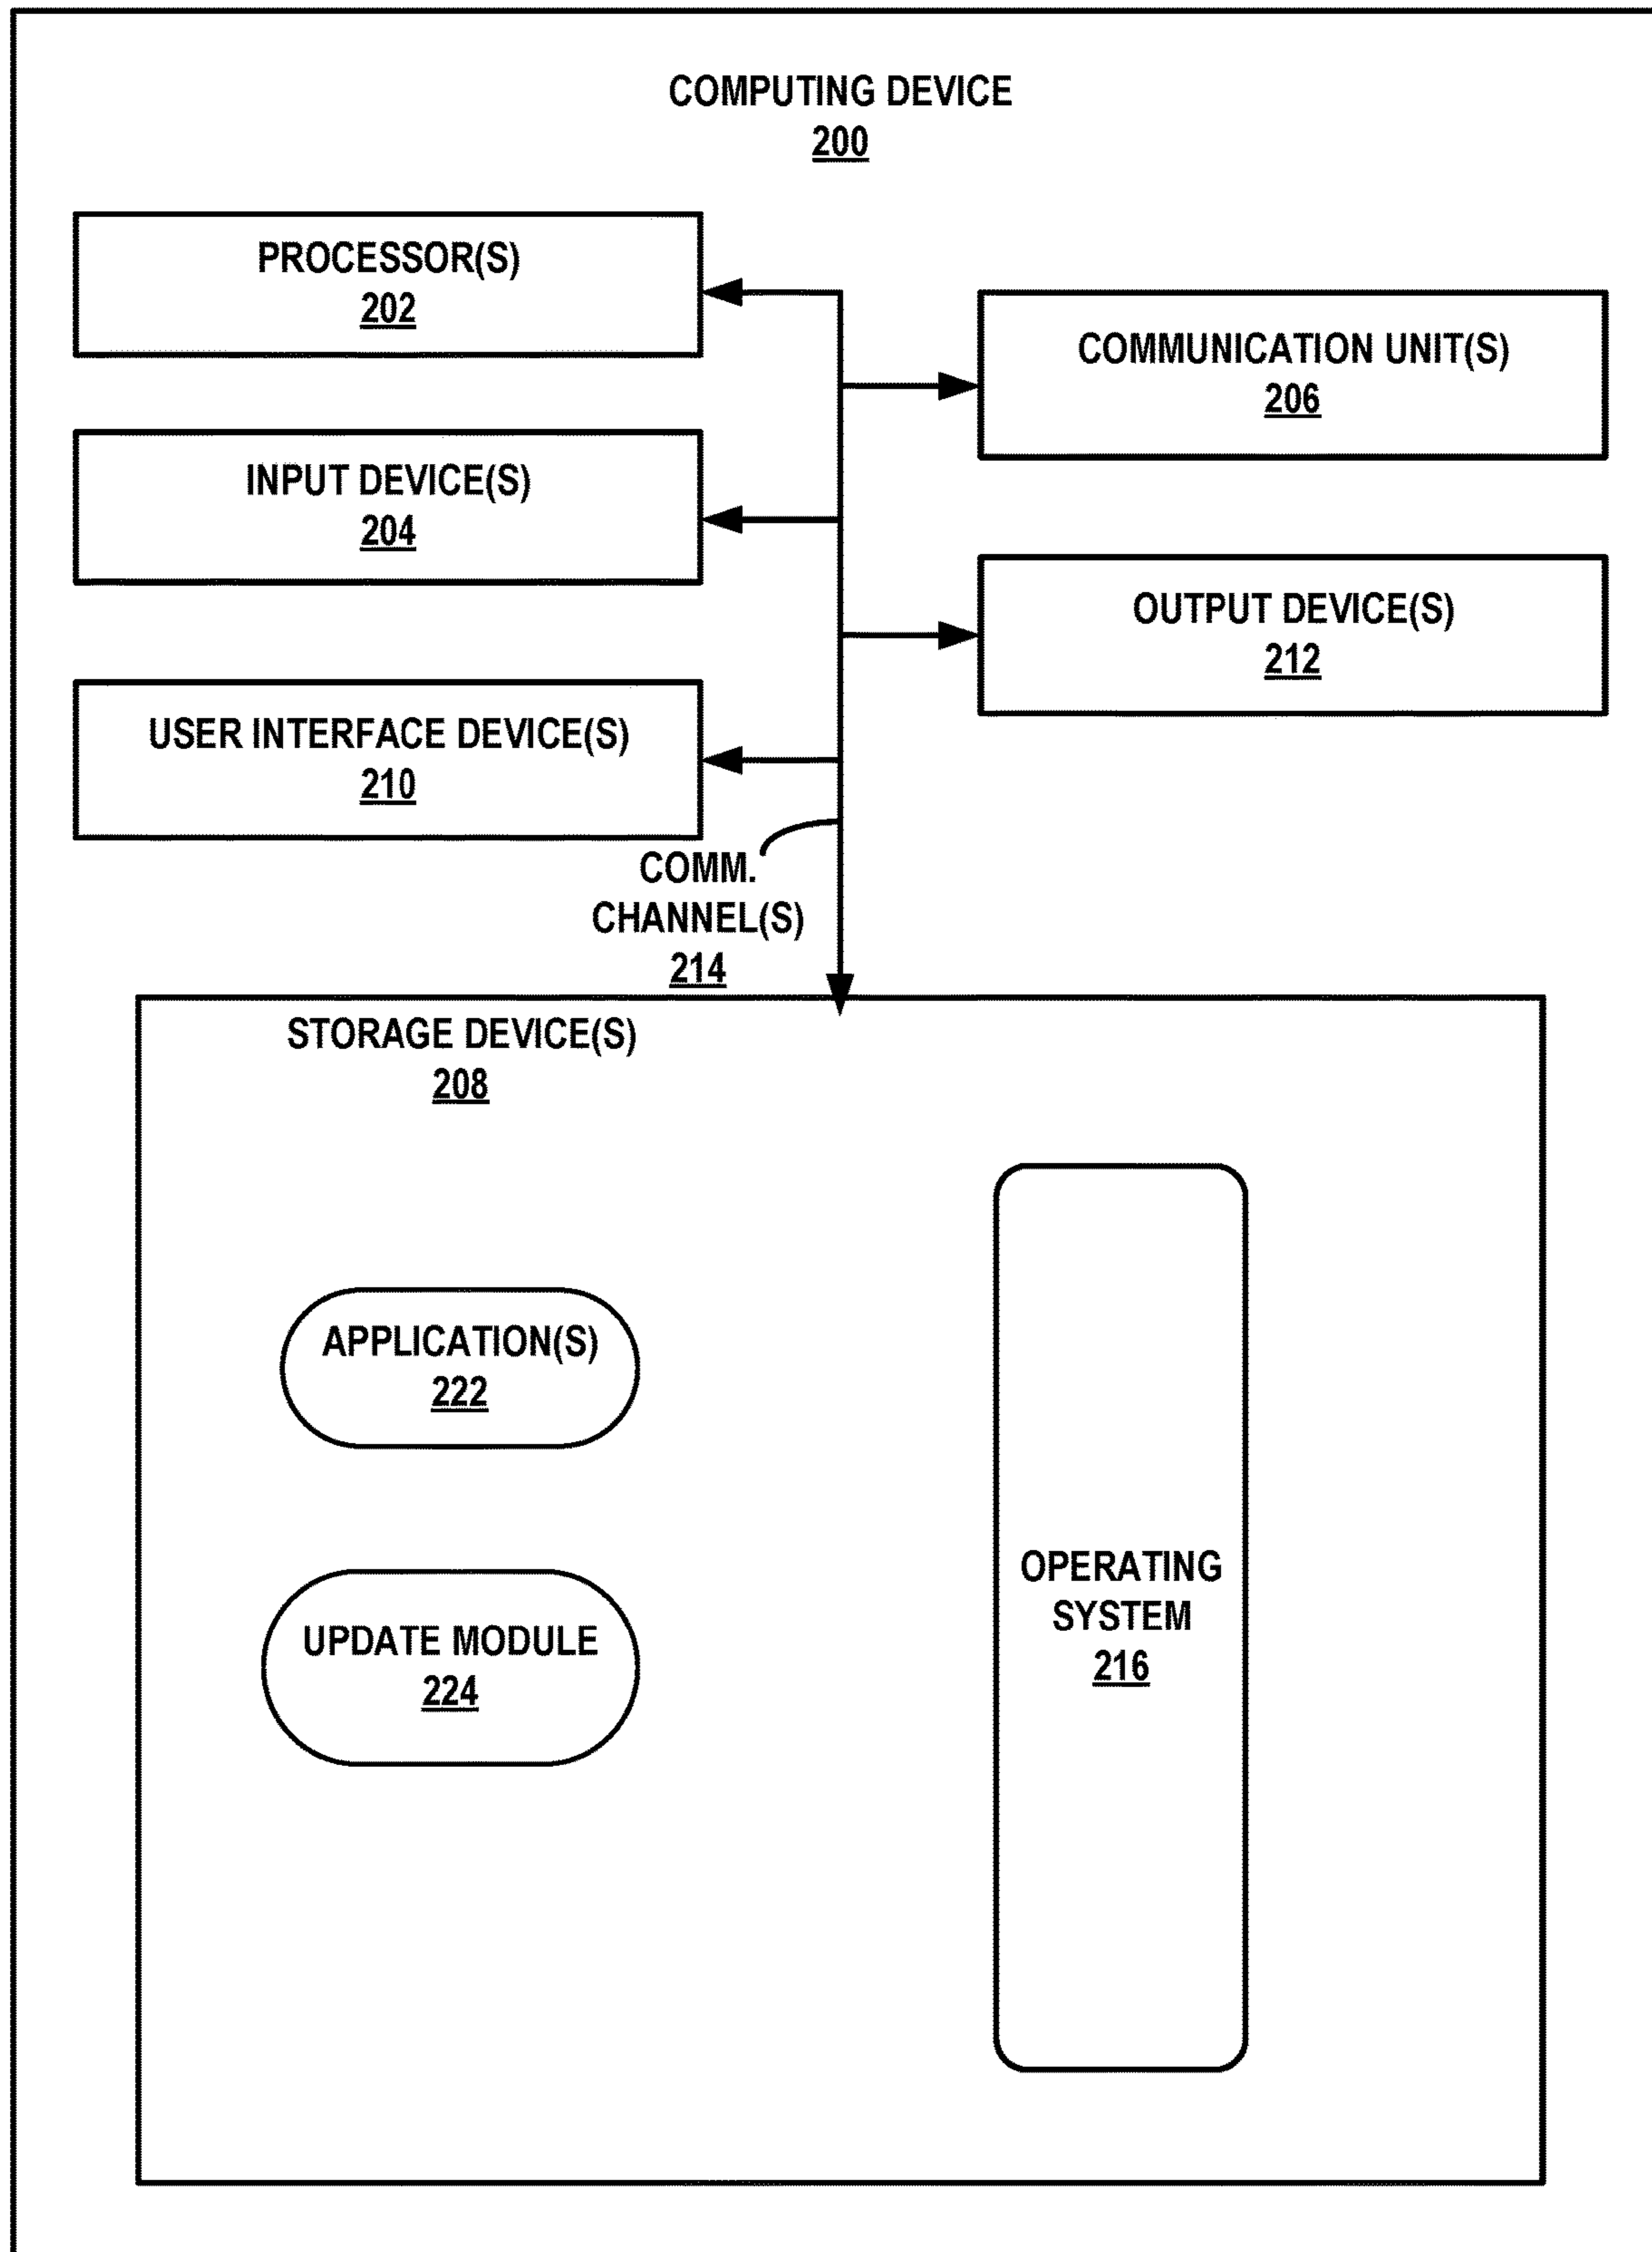 COMPUTING DEVICE
200
PROCESSOR(S)
202
COMMUNICATION UNIT(S)
206
INPUT DEVICE(S)
204
OUTPUT DEVICE(S)
212
USER INTERFACE DEVICE(S)
210
COMM.
CHANNEL(S)
214
STORAGE DEVICE(S)
208
APPLICATION(S)
222
UPDATE MODULE
224
OPERATING
SYSTEM
216